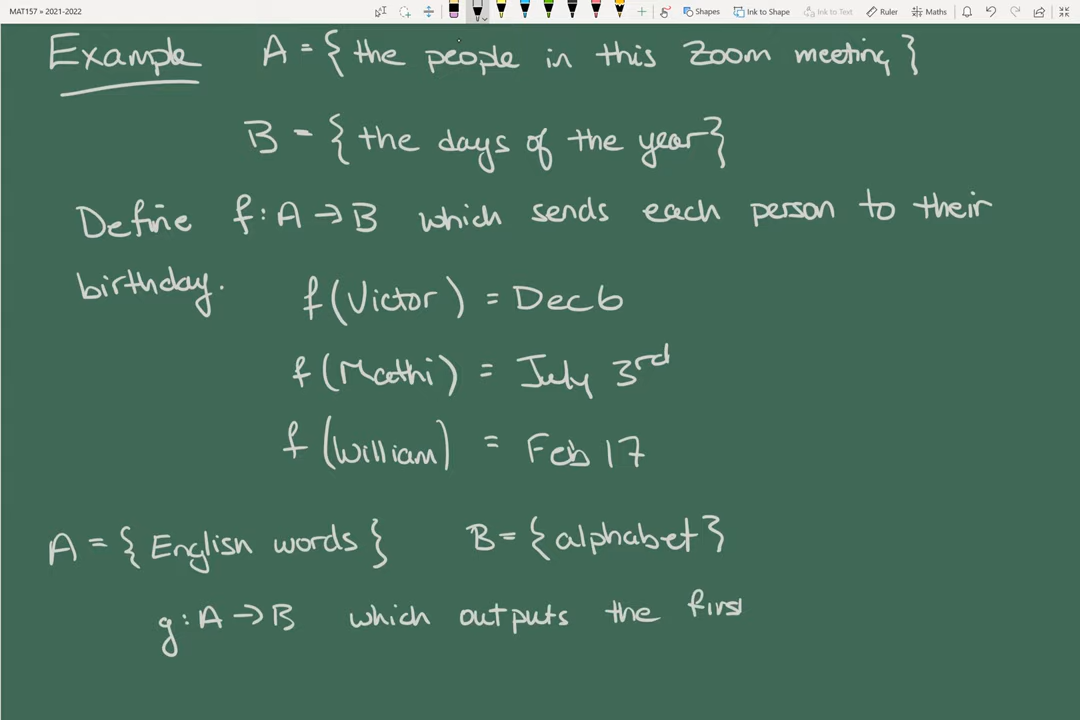 MAT157 » 2021-2022
Shapes Ink to Shape Ink to Text Ruler Maths
Example A = {the people in this Zoom meeting}
B = {the days of the year}
Define f: A → B which sends each person to their
birthday. f(Victor) = Dec 6
f(Mathi) = July 3rd
f(William) = Feb 17
A = {English words} B = {alphabet}
g: A → B which outputs the first